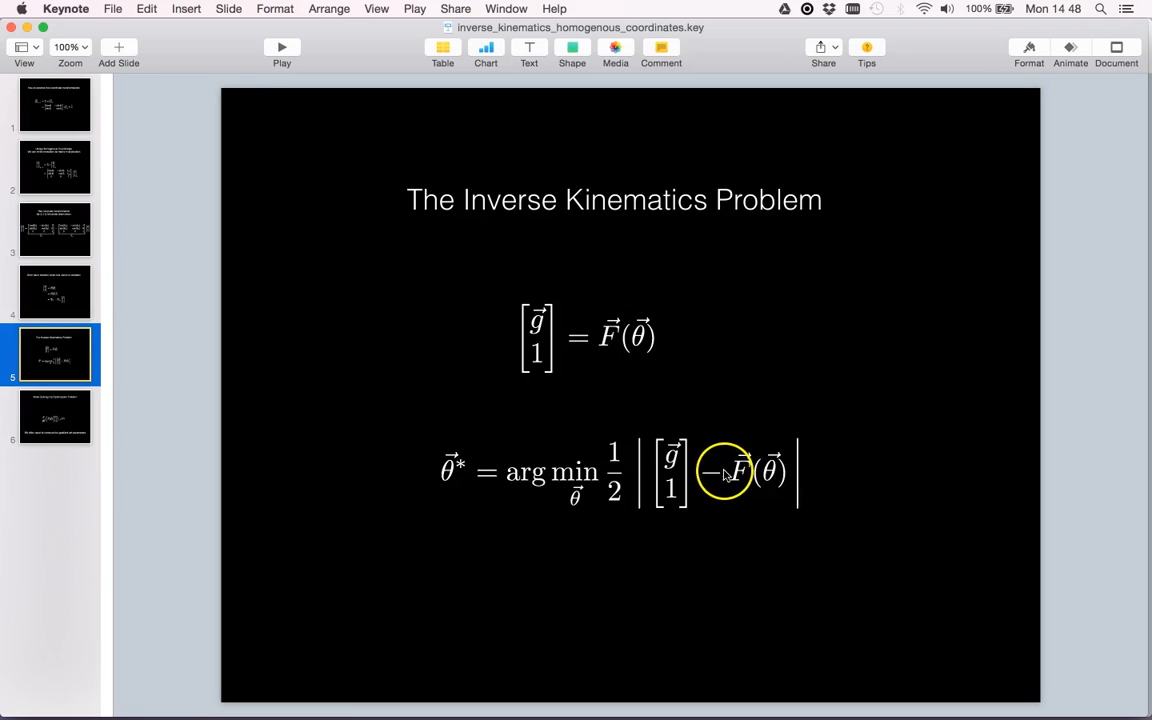 Keynote File Edit Insert Slide Format Arrange View Play Share Window Help 100% Mon 14 48
inverse_kinematics_homogenous_coordinates.key
100%
View Zoom Add Slide Play Table Chart Text Shape Media Comment Share Tips Format Animate Document
1
2
3
4
5
6
The Inverse Kinematics Problem
[g⃗ 1] = F⃗(θ⃗)
θ⃗* = arg min_θ⃗ 1/2 | [g⃗ 1] − F⃗(θ⃗) |